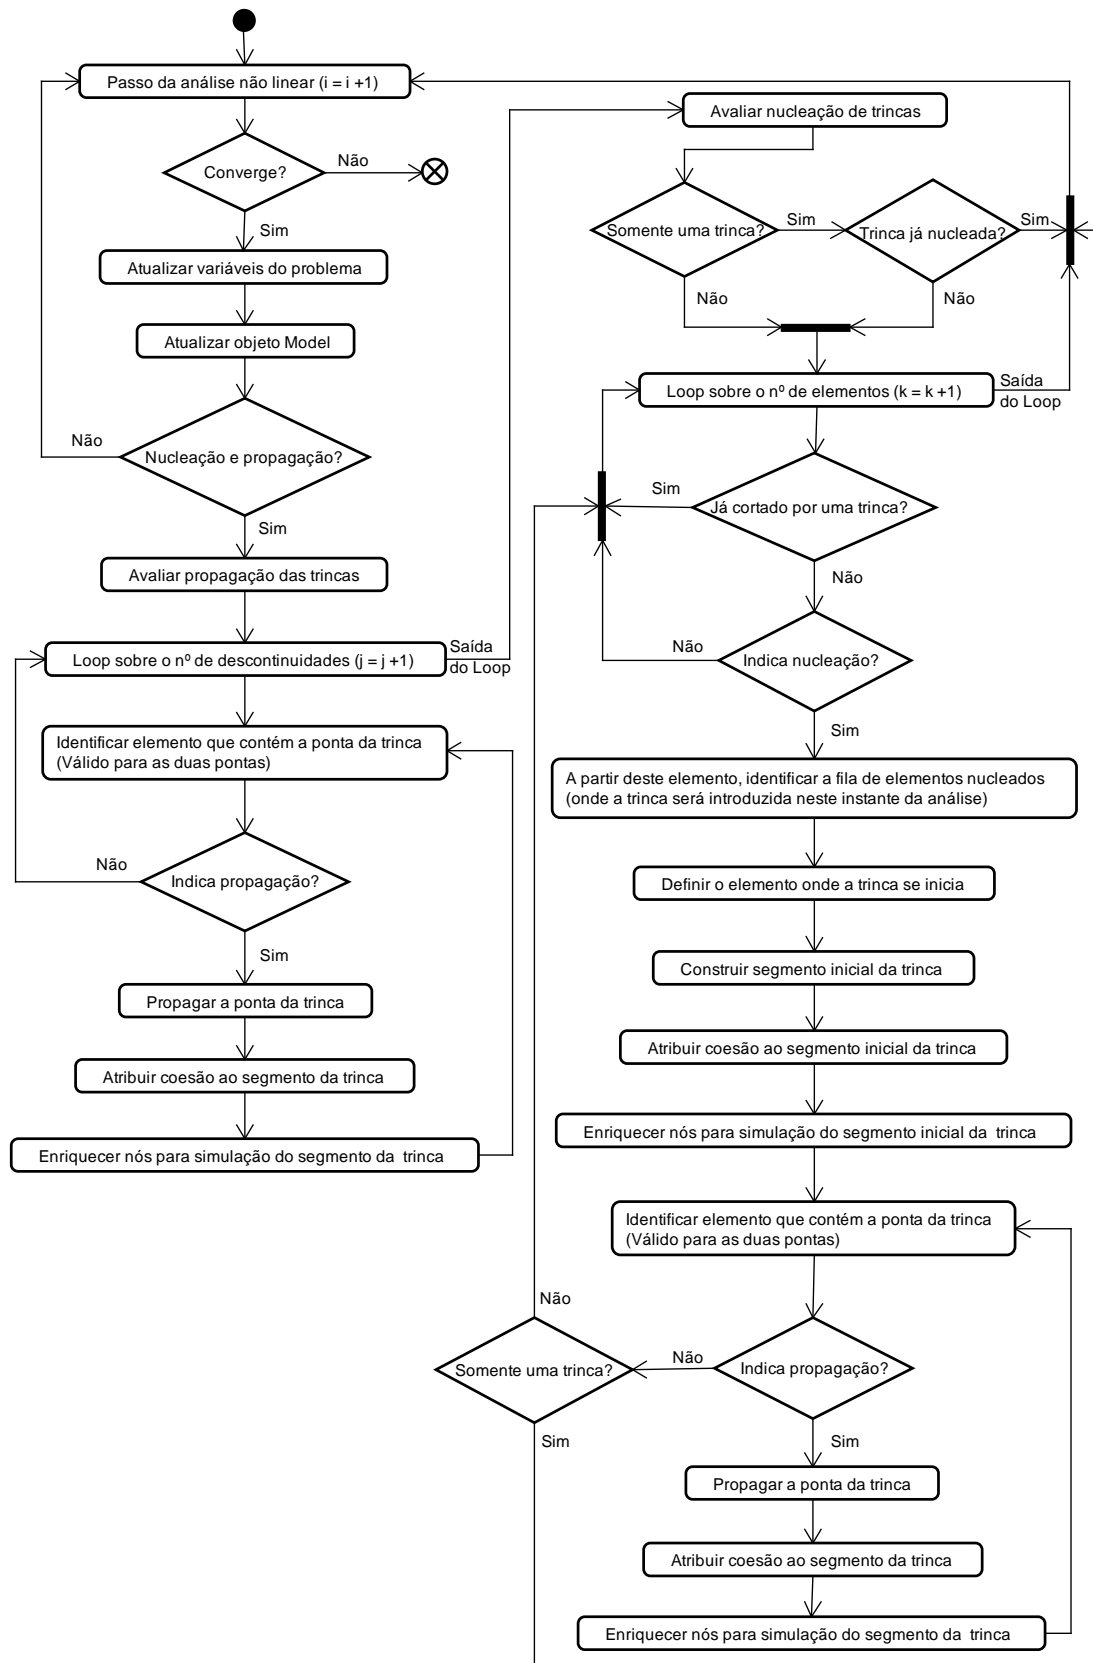 Passo da análise não linear (i = i +1)
Converge?
Não
Sim
Atualizar variáveis do problema
Atualizar objeto Model
Não
Nucleação e propagação?
Sim
Avaliar propagação das trincas
Loop sobre o nº de descontinuidades (j = j +1)
Saída
do Loop
Identificar elemento que contém a ponta da trinca
(Válido para as duas pontas)
Não
Indica propagação?
Sim
Propagar a ponta da trinca
Atribuir coesão ao segmento da trinca
Enriquecer nós para simulação do segmento da  trinca
Avaliar nucleação de trincas
Somente uma trinca?
Sim
Trinca já nucleada?
Sim
Não
Não
Loop sobre o nº de elementos (k = k +1)
Saída
do Loop
Sim
Já cortado por uma trinca?
Não
Não
Indica nucleação?
Sim
A partir deste elemento, identificar a fila de elementos nucleados
(onde a trinca será introduzida neste instante da análise)
Definir o elemento onde a trinca se inicia
Construir segmento inicial da trinca
Atribuir coesão ao segmento inicial da trinca
Enriquecer nós para simulação do segmento inicial da  trinca
Identificar elemento que contém a ponta da trinca
(Válido para as duas pontas)
Não
Somente uma trinca?
Não
Indica propagação?
Sim
Sim
Propagar a ponta da trinca
Atribuir coesão ao segmento da trinca
Enriquecer nós para simulação do segmento da  trinca